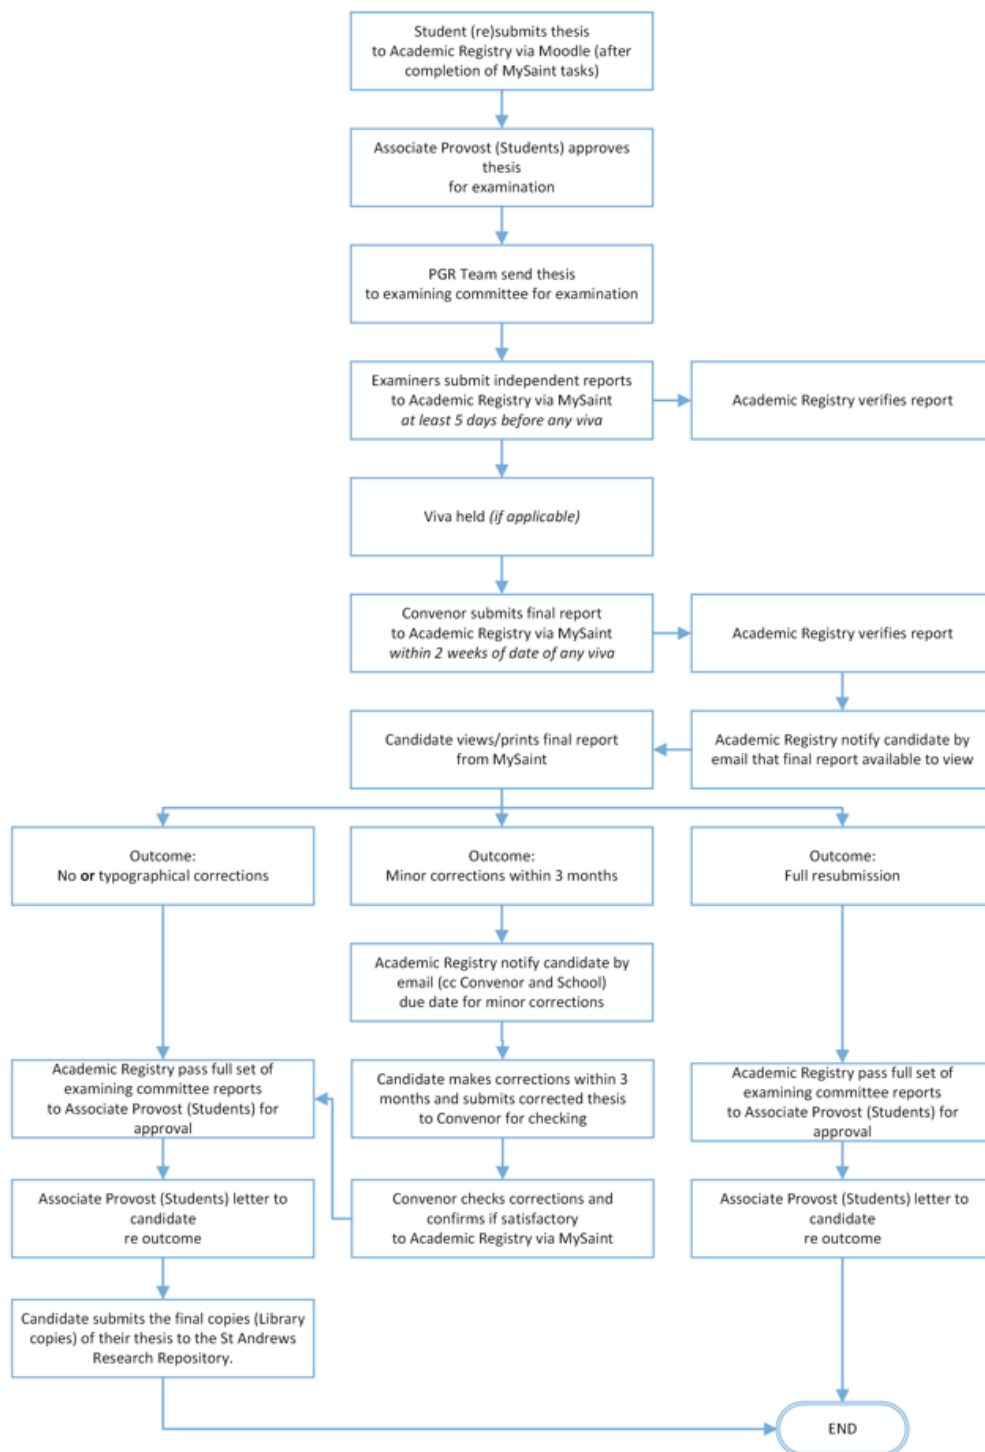 Student (re)submits thesis
to Academic Registry via Moodle (after
completion of MySaint tasks)
Associate Provost (Students) approves
thesis
for examination
PGR Team send thesis
to examining committee for examination
Examiners submit independent reports
to Academic Registry via MySaint
at least 5 days before any viva
Academic Registry verifies report
Viva held (if applicable)
Convenor submits final report
to Academic Registry via MySaint
within 2 weeks of date of any viva
Academic Registry verifies report
Candidate views/prints final report
from MySaint
Academic Registry notify candidate by
email that final report available to view
Outcome:
No or typographical corrections
Outcome:
Minor corrections within 3 months
Outcome:
Full resubmission
Academic Registry notify candidate by
email (cc Convenor and School)
due date for minor corrections
Academic Registry pass full set of
examining committee reports
to Associate Provost (Students) for
approval
Candidate makes corrections within 3
months and submits corrected thesis
to Convenor for checking
Academic Registry pass full set of
examining committee reports
to Associate Provost (Students) for
approval
Associate Provost (Students) letter to
candidate
re outcome
Convenor checks corrections and
confirms if satisfactory
to Academic Registry via MySaint
Associate Provost (Students) letter to
candidate
re outcome
Candidate submits the final copies (Library
copies) of their thesis to the St Andrews
Research Repository.
END